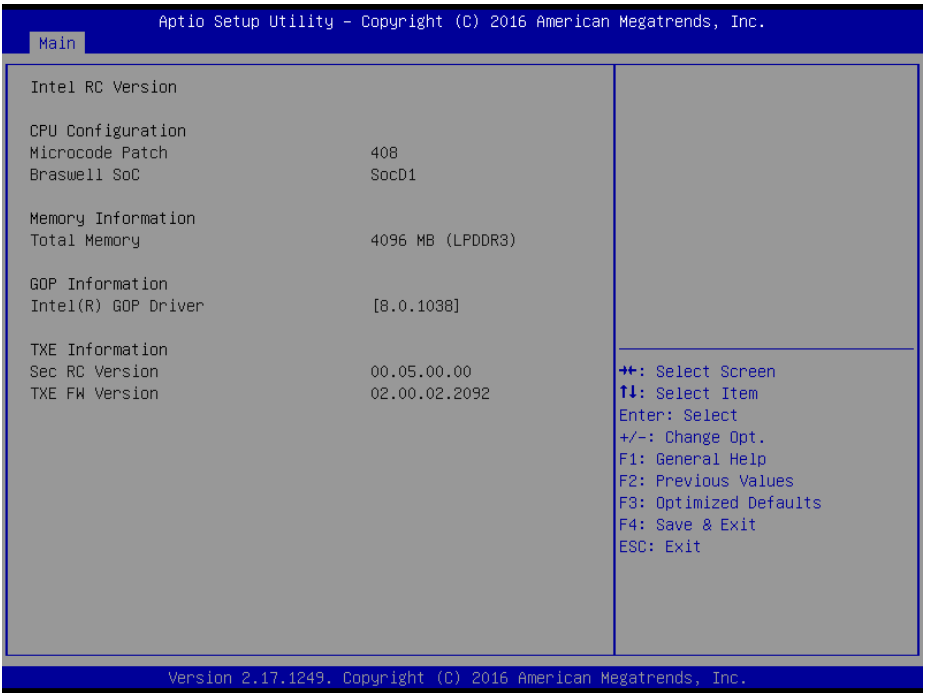 Aptio Setup Utility – Copyright (C) 2016 American Megatrends, Inc.
Main
Intel RC Version
CPU Configuration
Microcode Patch 408
Braswell SoC SocD1
Memory Information
Total Memory 4096 MB (LPDDR3)
GOP Information
Intel(R) GOP Driver [8.0.1038]
TXE Information
Sec RC Version 00.05.00.00
TXE FW Version 02.00.02.2092
→←: Select Screen
↑↓: Select Item
Enter: Select
+/–: Change Opt.
F1: General Help
F2: Previous Values
F3: Optimized Defaults
F4: Save & Exit
ESC: Exit
Version 2.17.1249. Copyright (C) 2016 American Megatrends, Inc.